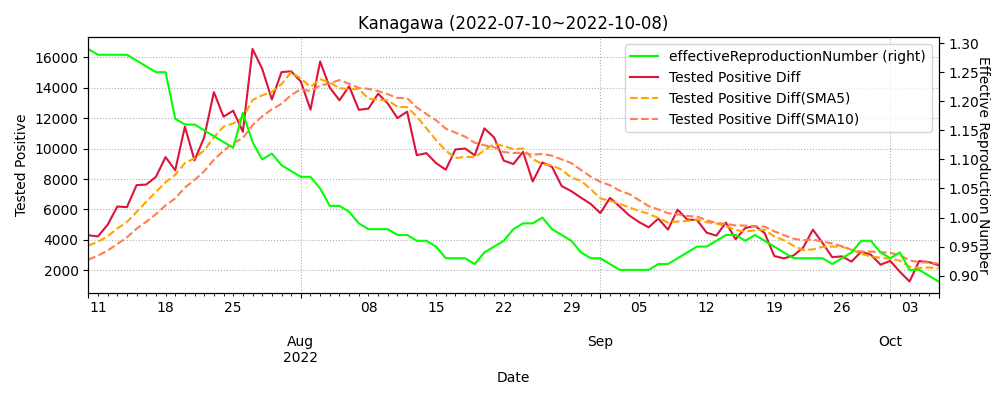 Kanagawa (2022-07-10~2022-10-08)
effectiveReproductionNumber (right)
Tested Positive Diff
Tested Positive Diff(SMA5)
Tested Positive Diff(SMA10)
Tested Positive
16000
14000
12000
10000
8000
6000
4000
2000
1.30
1.25
1.20
1.15
1.10
1.05
1.00
0.95
0.90
Effective Reproduction Number
11 18 25 08 15 22 29 05 12 19 26 03
Aug Sep Oct
2022
Date